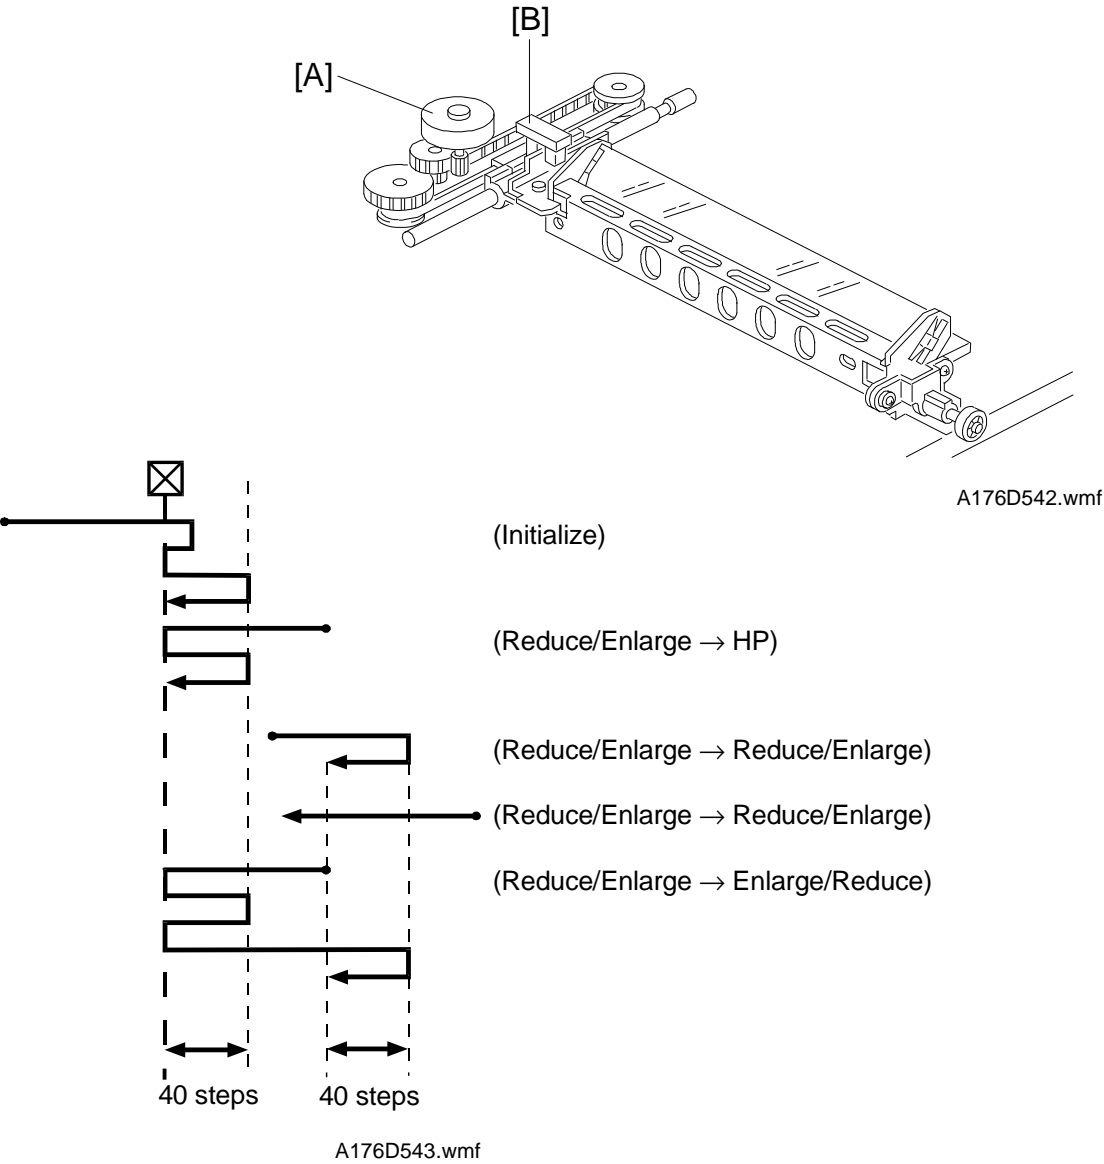 [B]
[A]
A176D542.wmf
(Initialize)
(Reduce/Enlarge → HP)
(Reduce/Enlarge → Reduce/Enlarge)
(Reduce/Enlarge → Reduce/Enlarge)
(Reduce/Enlarge → Enlarge/Reduce)
40 steps 40 steps
A176D543.wmf